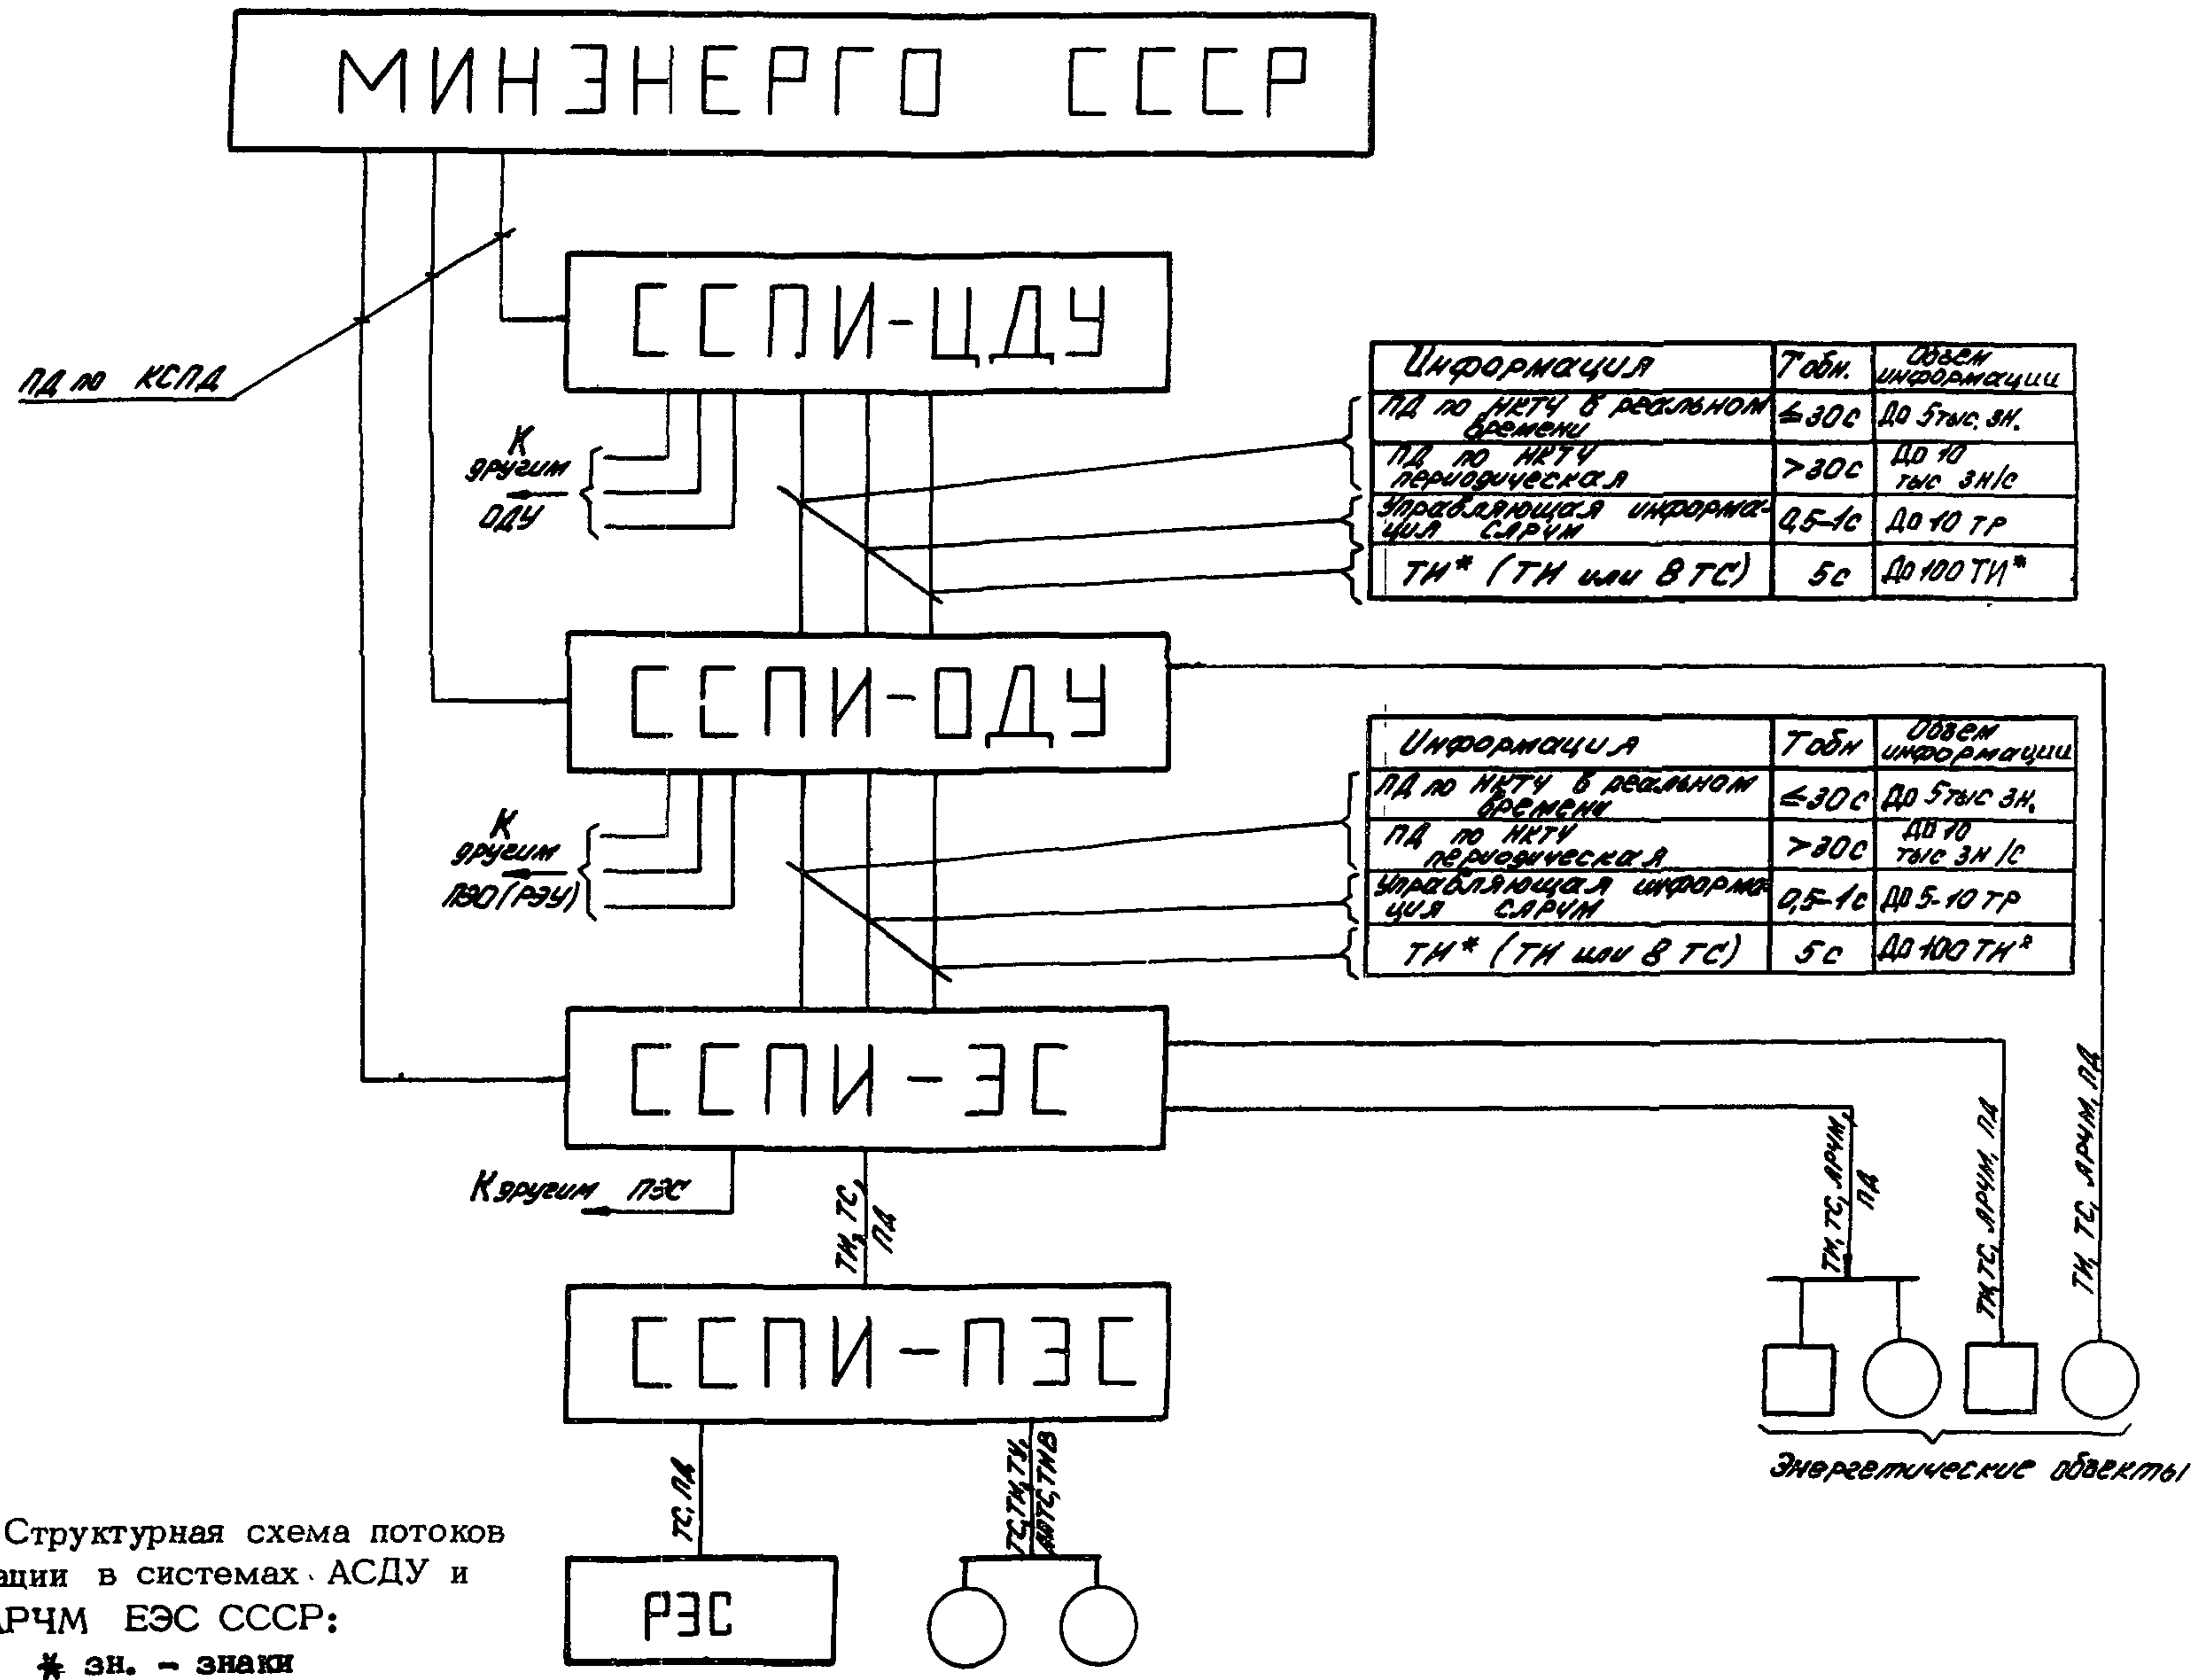 МИНЭНЕРГО СССР
ССПИ-ЦДУ
ПД по КСПД
К
другим
ОДУ
Информация Тобн. Объем
информации
ПД по НКТЧ в реальном
времени ≤30с До 5тыс. зн.
ПД по НКТЧ
периодическая >30с До 10
тыс зн/с
Управляющая информа-
ция САРЧМ 0,5-1с До 10 ТР
ТИ* (ТИ или 8 ТС) 5с До 100 ТИ*
ССПИ-ОДУ
К
другим
ПЭО(РЭУ)
Информация Тобн Объем
информации
ПД по НКТЧ в реальном
времени ≤30с До 5тыс зн.
ПД по НКТЧ
периодическая >30с До 10
тыс зн/с
Управляющая информа-
ция САРЧМ 0,5-1с До 5-10 ТР
ТИ* (ТИ или 8 ТС) 5с До 100 ТИ*
ССПИ-ЭС
К другим ПЭС
ТИ, ТС,
ПД
ТИ, ТС, АРЧМ,
ПД
ТИ, ТС, АРЧМ, ПД
ТИ, ТС, АРЧМ, ПД
ССПИ-ПЭС
Энергетические объекты
ТС, ПД
ТС, ТИ, ТУ,
РЭС
Структурная схема потоков
ации в системах АСДУ и
АРЧМ ЕЭС СССР:
* зн. - знаки